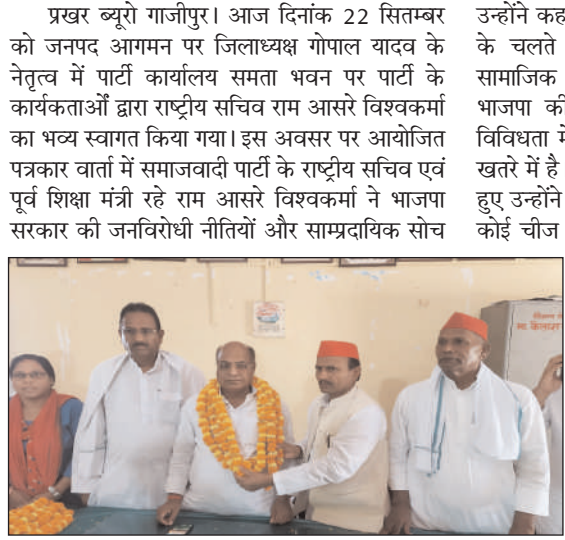 प्रखर ब्यूरो गाजीपुर। आज दिनांक 22 सितम्बर
को जनपद आगमन पर जिलाध्यक्ष गोपाल यादव के
नेतृत्व में पार्टी कार्यालय समता भवन पर पार्टी के
कार्यकताओं द्वारा राष्ट्रीय सचिव राम आसरे विश्वकर्मा
का भव्य स्वागत किया गया। इस अवसर पर आयोजित
पत्रकार वार्ता में समाजवादी पार्टी के राष्ट्रीय सचिव एवं
पूर्व शिक्षा मंत्री रहे राम आसरे विश्वकर्मा ने भाजपा
सरकार की जनविरोधी नीतियों और साम्प्रदायिक सोच
उन्होंने
के चलते
सामाजिक
भाजपा
विविधता
खतरे में है
हुए उन्होंने
कोई चीज